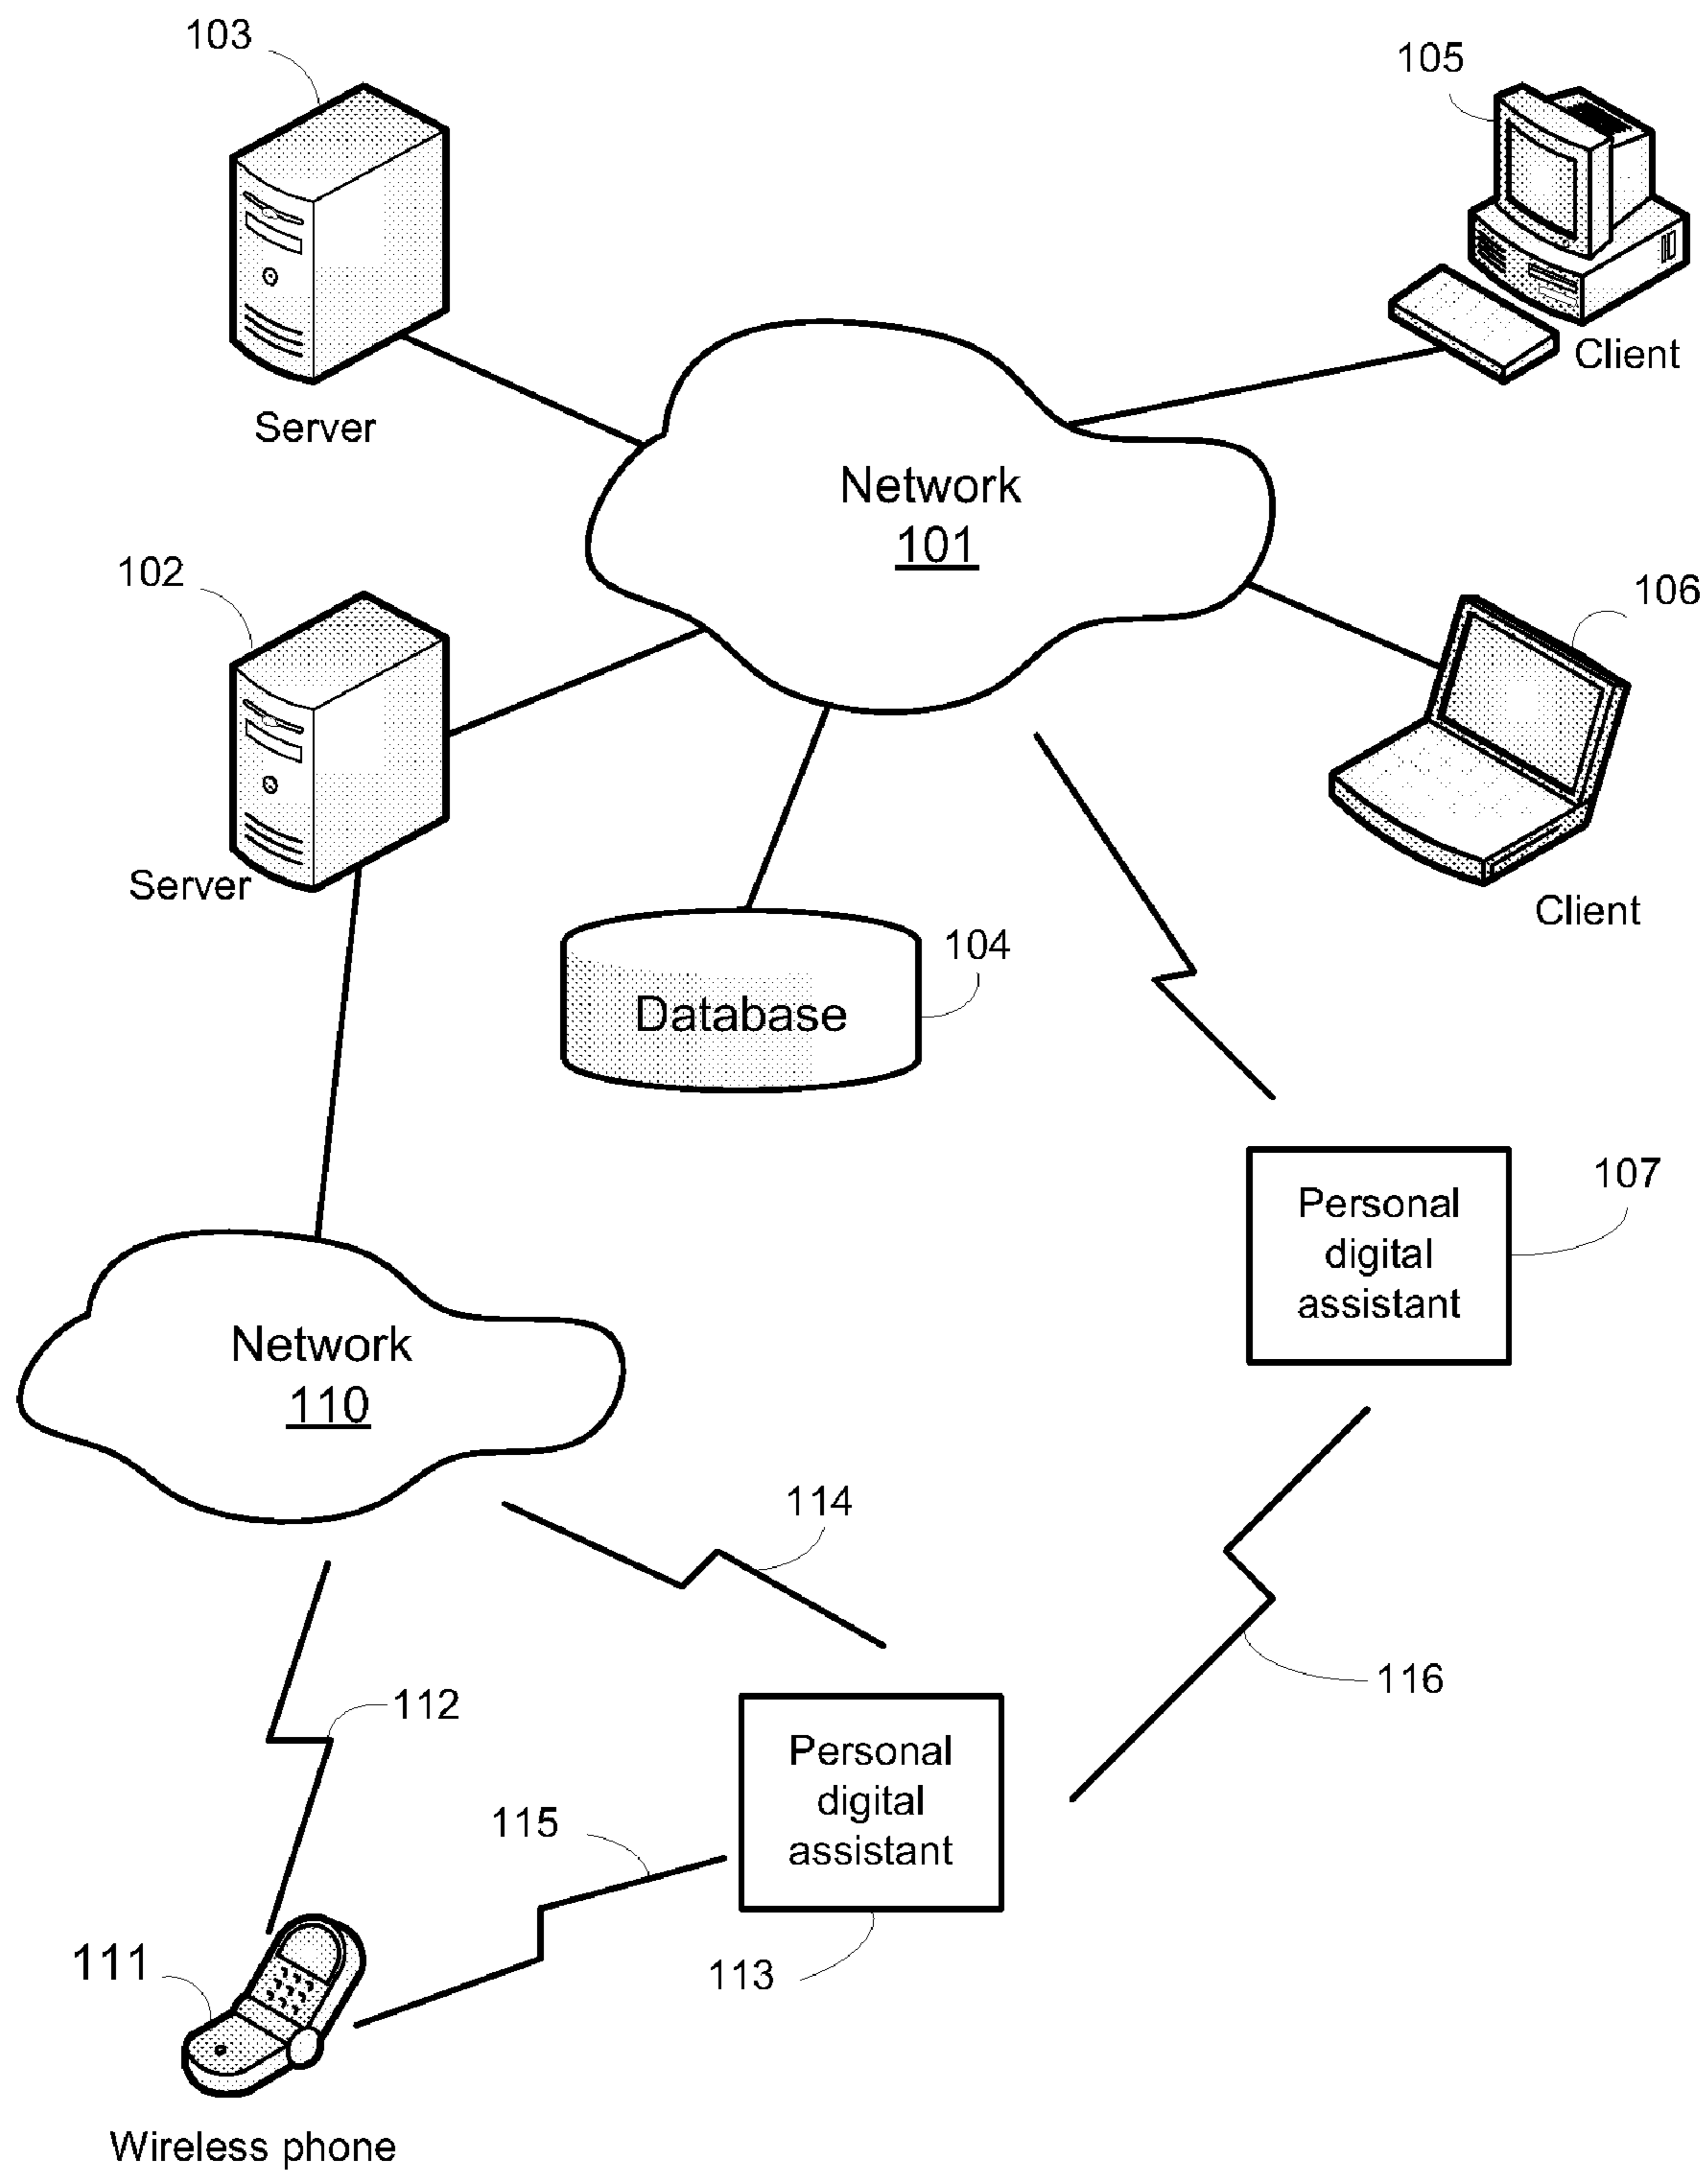 103
105
Client
Server
Network
101
102
106
Server
Client
104
Database
107
Personal
digital
assistant
Network
110
114
116
112
Personal
digital
assistant
115
111
113
Wireless phone